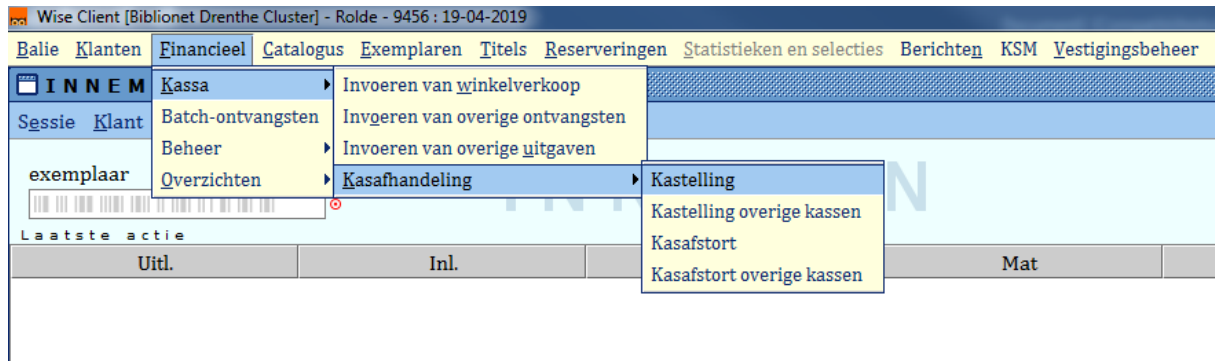 Wise Client [Biblionet Drenthe Cluster] - Rolde - 9456 : 19-04-2019
Balie Klanten Financieel Catalogus Exemplaren Titels Reserveringen Statistieken en selecties Berichten KSM Vestigingsbeheer
INNEM
Kassa
Invoeren van winkelverkoop
Sessie Klant
Batch-ontvangsten
Invoeren van overige ontvangsten
Beheer
Invoeren van overige uitgaven
exemplaar
Overzichten
Kasafhandeling
Kastelling
Kastelling overige kassen
Laatste actie
Kasafstort
Uitl. Inl. Mat
Kasafstort overige kassen